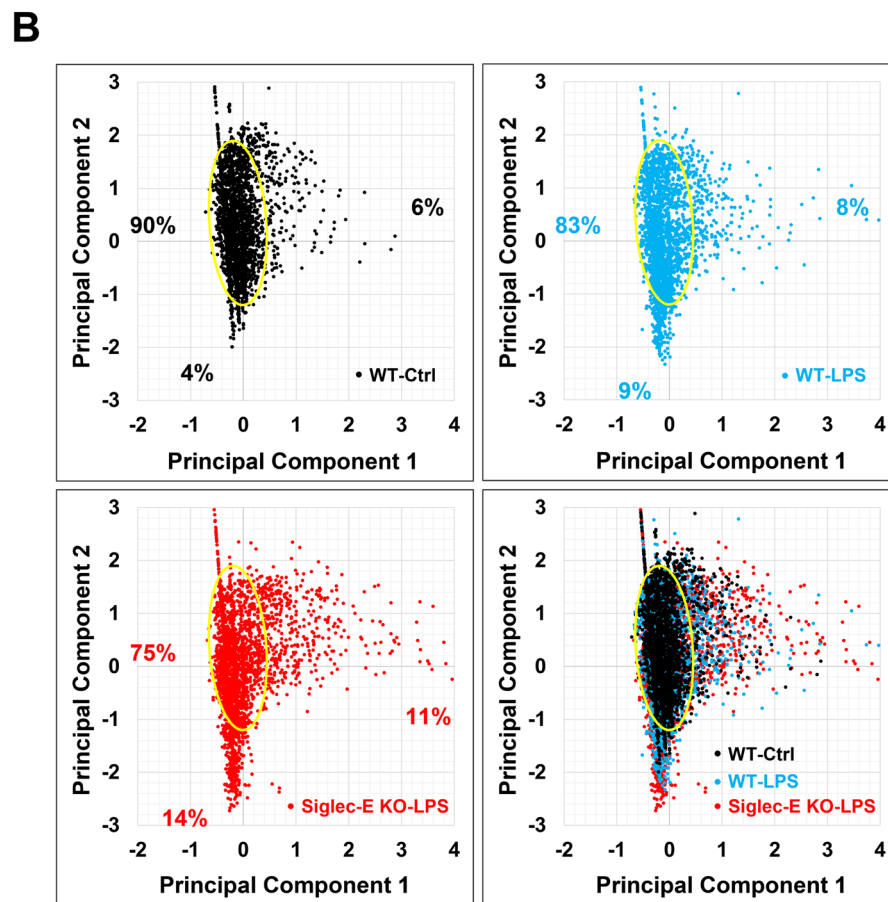 B
3
2
1
0
-1
-2
-3
Principal Component 2
90%
6%
4%
WT-Ctrl
-2 -1 0 1 2 3 4
Principal Component 1
3
2
1
0
-1
-2
-3
Principal Component 2
83%
8%
9%
WT-LPS
-2 -1 0 1 2 3 4
Principal Component 1
3
2
1
0
-1
-2
-3
Principal Component 2
75%
11%
14%
Siglec-E KO-LPS
-2 -1 0 1 2 3 4
Principal Component 1
3
2
1
0
-1
-2
-3
Principal Component 2
WT-Ctrl
WT-LPS
Siglec-E KO-LPS
-2 -1 0 1 2 3 4
Principal Component 1